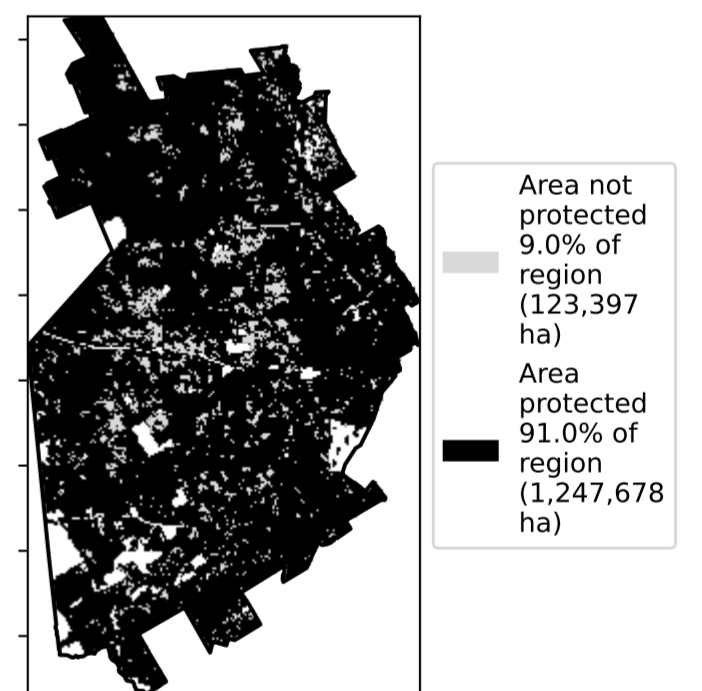 Area not
protected
9.0% of
region
(123,397
ha)
Area
protected
91.0% of
region
(1,247,678
ha)